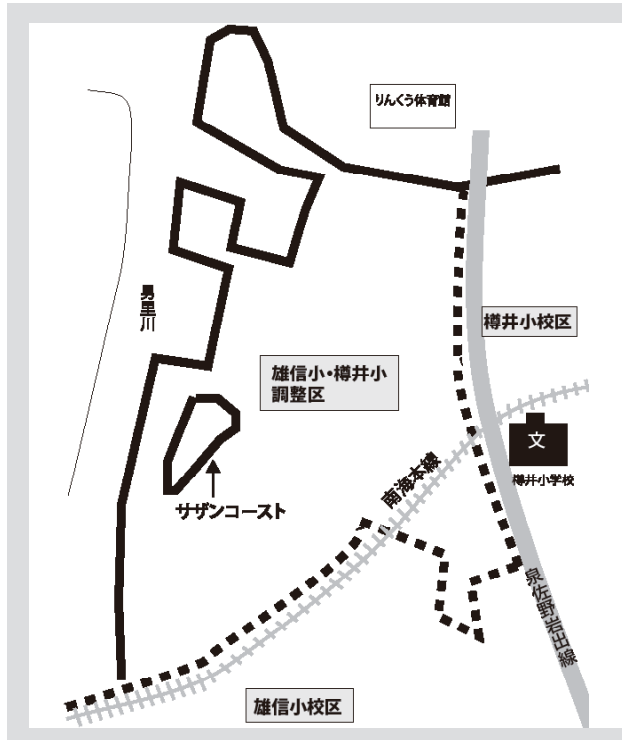 りんくう体育館
男里川
樽井小校区
雄信小・樽井小
調整区
文
樽井小学校
南海本線
サザンコースト
泉佐野岩出線
雄信小校区